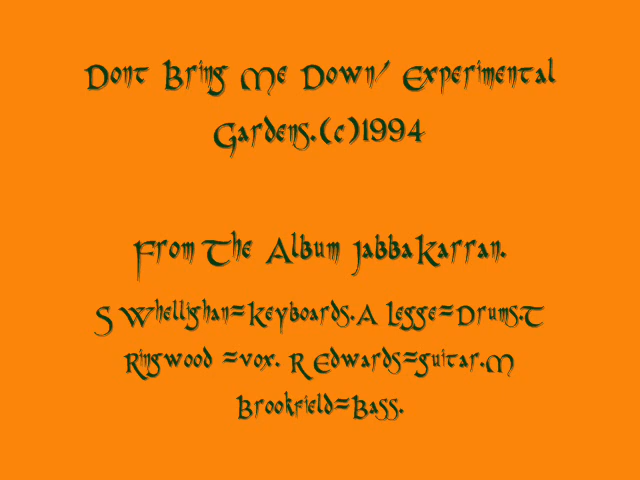 Dont Bring Me Down/ Experimental
Gardens.(c)1994
From The Album JabbaKarran.
S Whellighan=Keyboards.A Legge=Drums.T
Ringwood =vox. R Edwards=guitar.M
Brookfield=Bass.